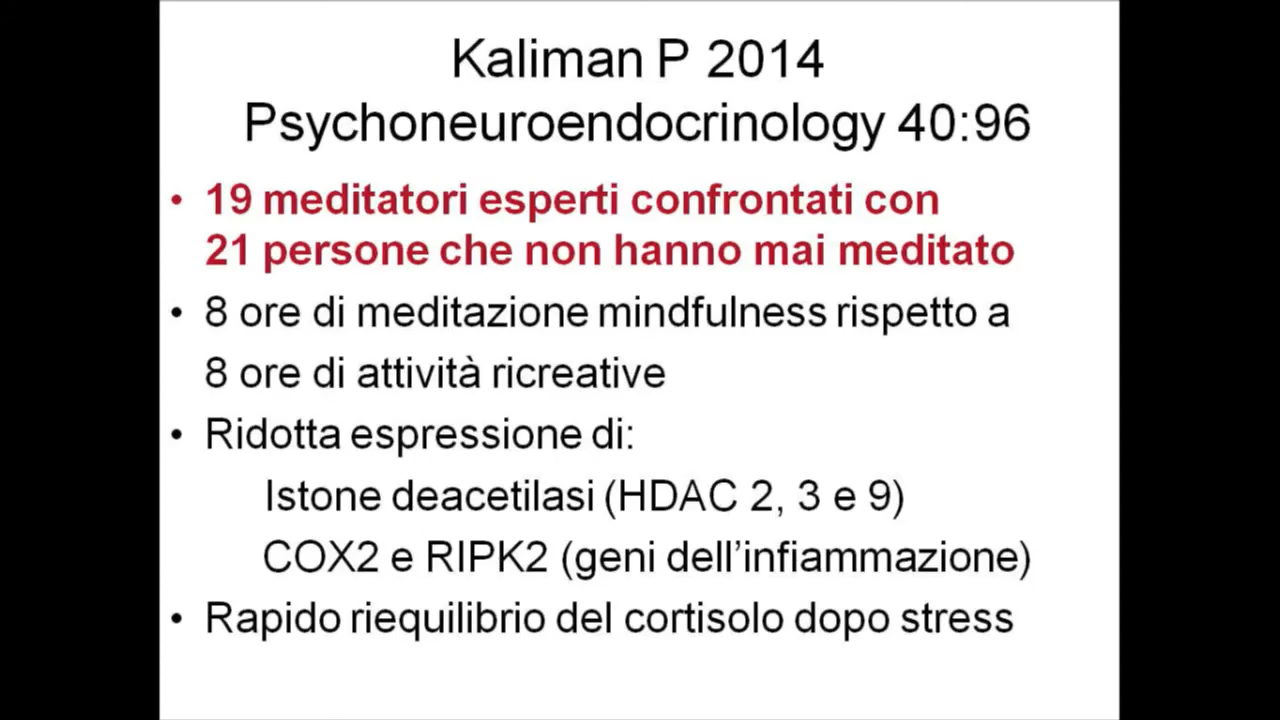 Kaliman P 2014
Psychoneuroendocrinology 40:96
• 19 meditatori esperti confrontati con
21 persone che non hanno mai meditato
• 8 ore di meditazione mindfulness rispetto a
8 ore di attività ricreative
• Ridotta espressione di:
Istone deacetilasi (HDAC 2, 3 e 9)
COX2 e RIPK2 (geni dell'infiammazione)
• Rapido riequilibrio del cortisolo dopo stress